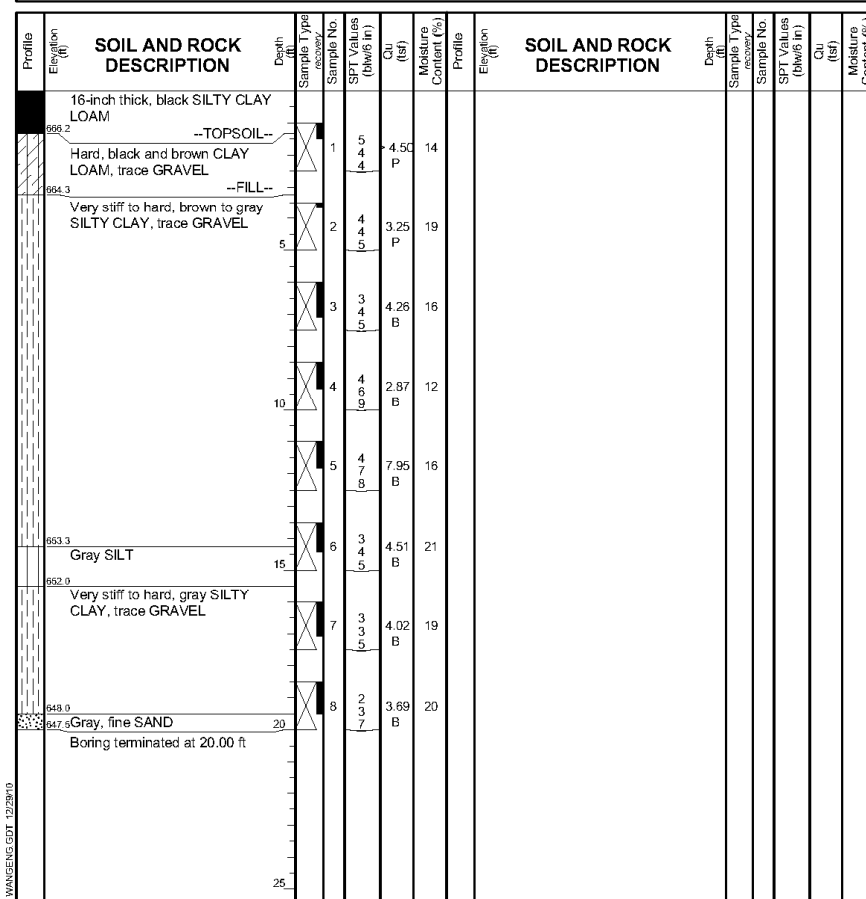 Profile
Elevation (ft)
SOIL AND ROCK
DESCRIPTION
Depth (ft)
Sample Type
recovery
Sample No.
SPT Values (blw/6 in)
Qu (tsf)
Moisture Content (%)
Profile
Elevation (ft)
SOIL AND ROCK
DESCRIPTION
Depth (ft)
Sample Type
recovery
Sample No.
SPT Values (blw/6 in)
Qu (tsf)
Moisture Content (%)
16-inch thick, black SILTY CLAY
LOAM
666.2
--TOPSOIL--
Hard, black and brown CLAY
LOAM, trace GRAVEL
1
5
4
4
> 4.50
P
14
--FILL--
664.3
Very stiff to hard, brown to gray
SILTY CLAY, trace GRAVEL
5
2
4
4
5
3.25
P
19
3
3
4
5
4.26
B
16
10
4
4
6
9
2.87
B
12
5
4
7
8
7.95
B
16
653.3
Gray SILT
15
6
3
4
5
4.51
B
21
652.0
Very stiff to hard, gray SILTY
CLAY, trace GRAVEL
7
3
3
5
4.02
B
19
648.0
647.5 Gray, fine SAND
20
8
2
3
7
3.69
B
20
Boring terminated at 20.00 ft
25
WANGENG.GDT 12/29/10